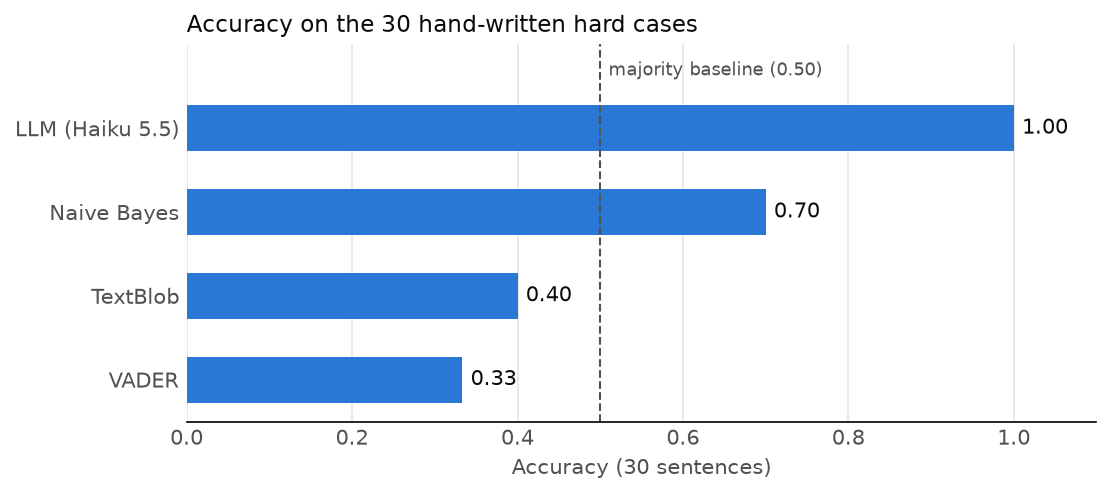 Accuracy on the 30 hand-written hard cases
majority baseline (0.50)
LLM (Haiku 5.5) 1.00
Naive Bayes 0.70
TextBlob 0.40
VADER 0.33
0.0 0.2 0.4 0.6 0.8 1.0
Accuracy (30 sentences)